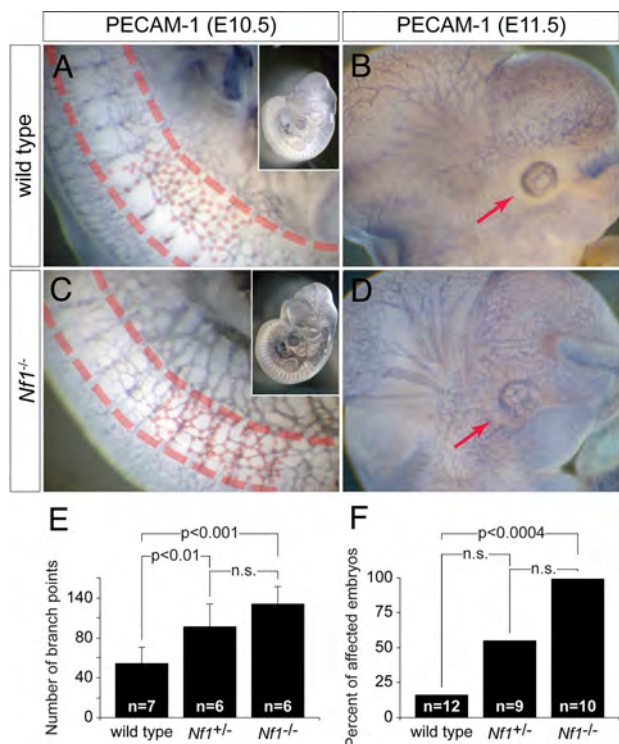 PECAM-1 (E10.5)
PECAM-1 (E11.5)
wild type
A
B
Nf1-/-
C
D
E
p<0.001
p<0.01
n.s.
Number of branch points
140
80
40
0
n=7
n=6
n=6
wild type
Nf1+/-
Nf1-/-
F
p<0.0004
n.s.
n.s.
Percent of affected embryos
100
75
50
25
0
n=12
n=9
n=10
wild type
Nf1+/-
Nf1-/-